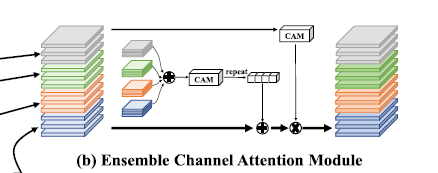 CAM
CAM
repeat
(b) Ensemble Channel Attention Module